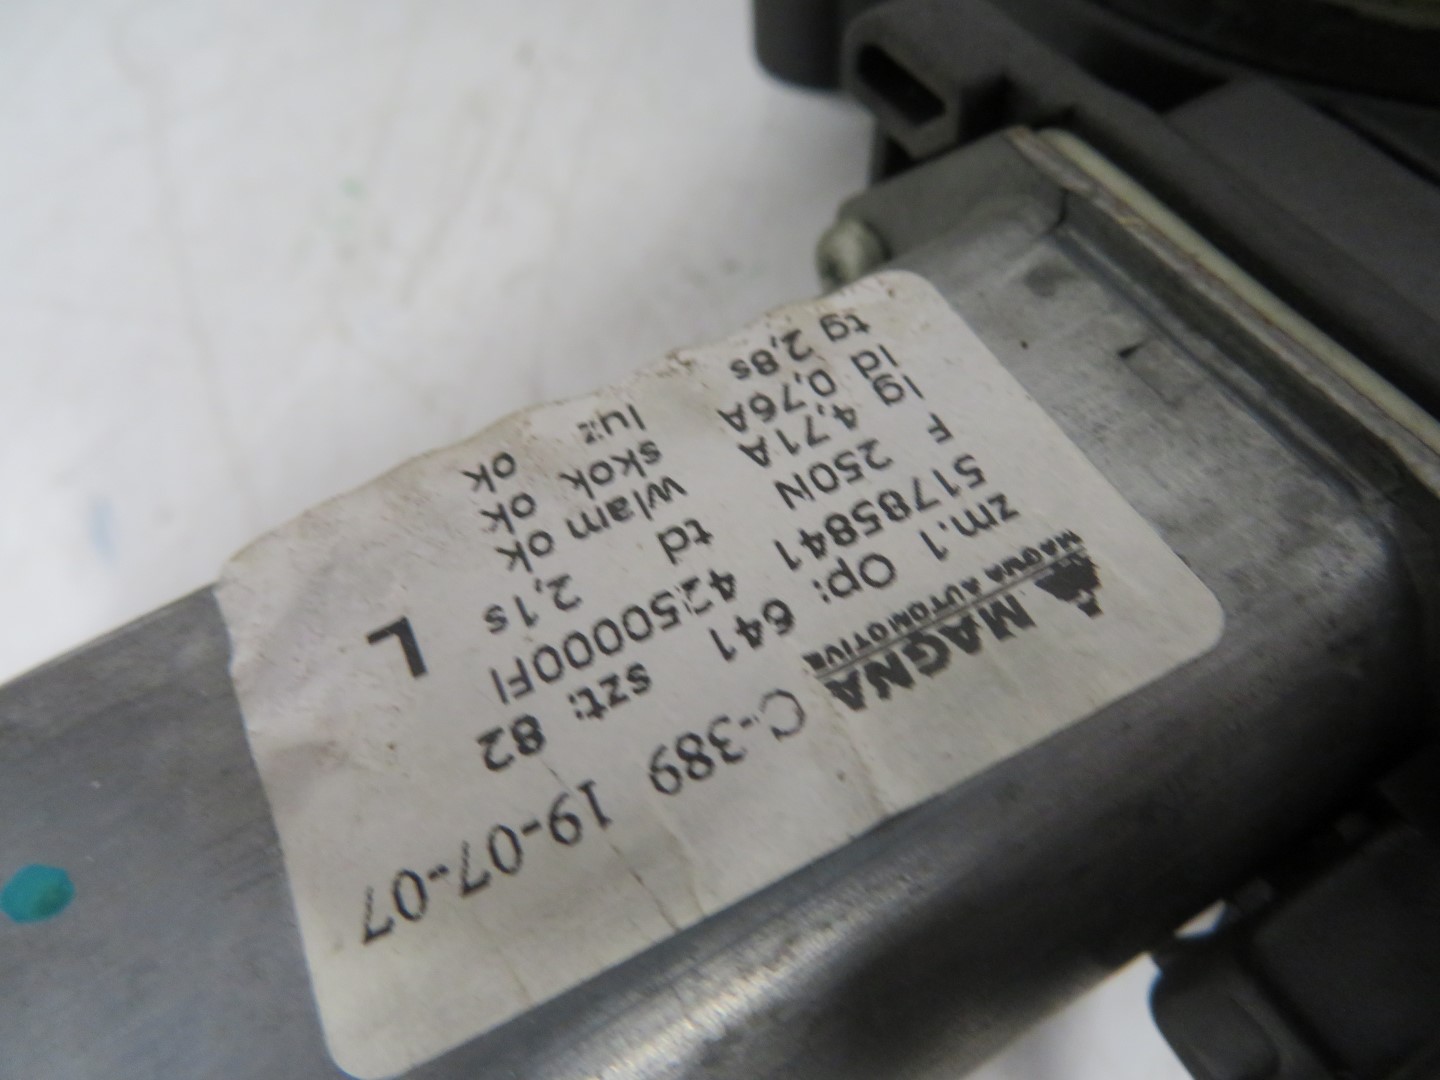 C-389 19-07-07
MAGNA
MAGNA AUTOMOTIVE
zm.1 Op: 641 szt: 82
51785841 42500000FI
F 250N td 2,1s L
Ig 4,71A wlam ok
id 0,76A skok ok
tg 2,8s luz ok